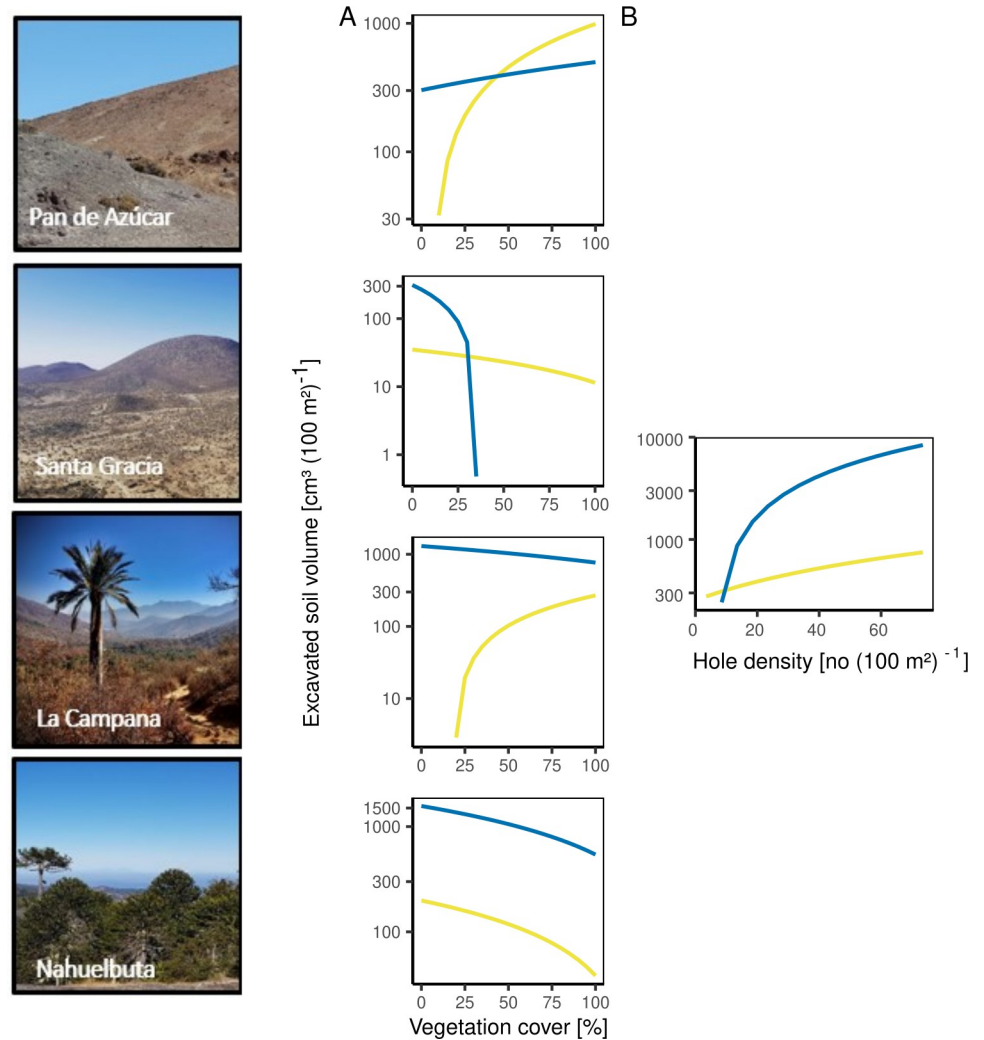 A
B
Pan de Azúcar
1000
300
100
30
0 25 50 75 100
Santa Gracia
300
100
10
1
0 25 50 75 100
La Campana
1000
300
100
10
0 25 50 75 100
Nahuelbuta
1500
1000
300
100
0 25 50 75 100
Vegetation cover [%]
Excavated soil volume [cm³ (100 m²)⁻¹]
10000
3000
1000
300
0 20 40 60
Hole density [no (100 m²) ⁻¹]